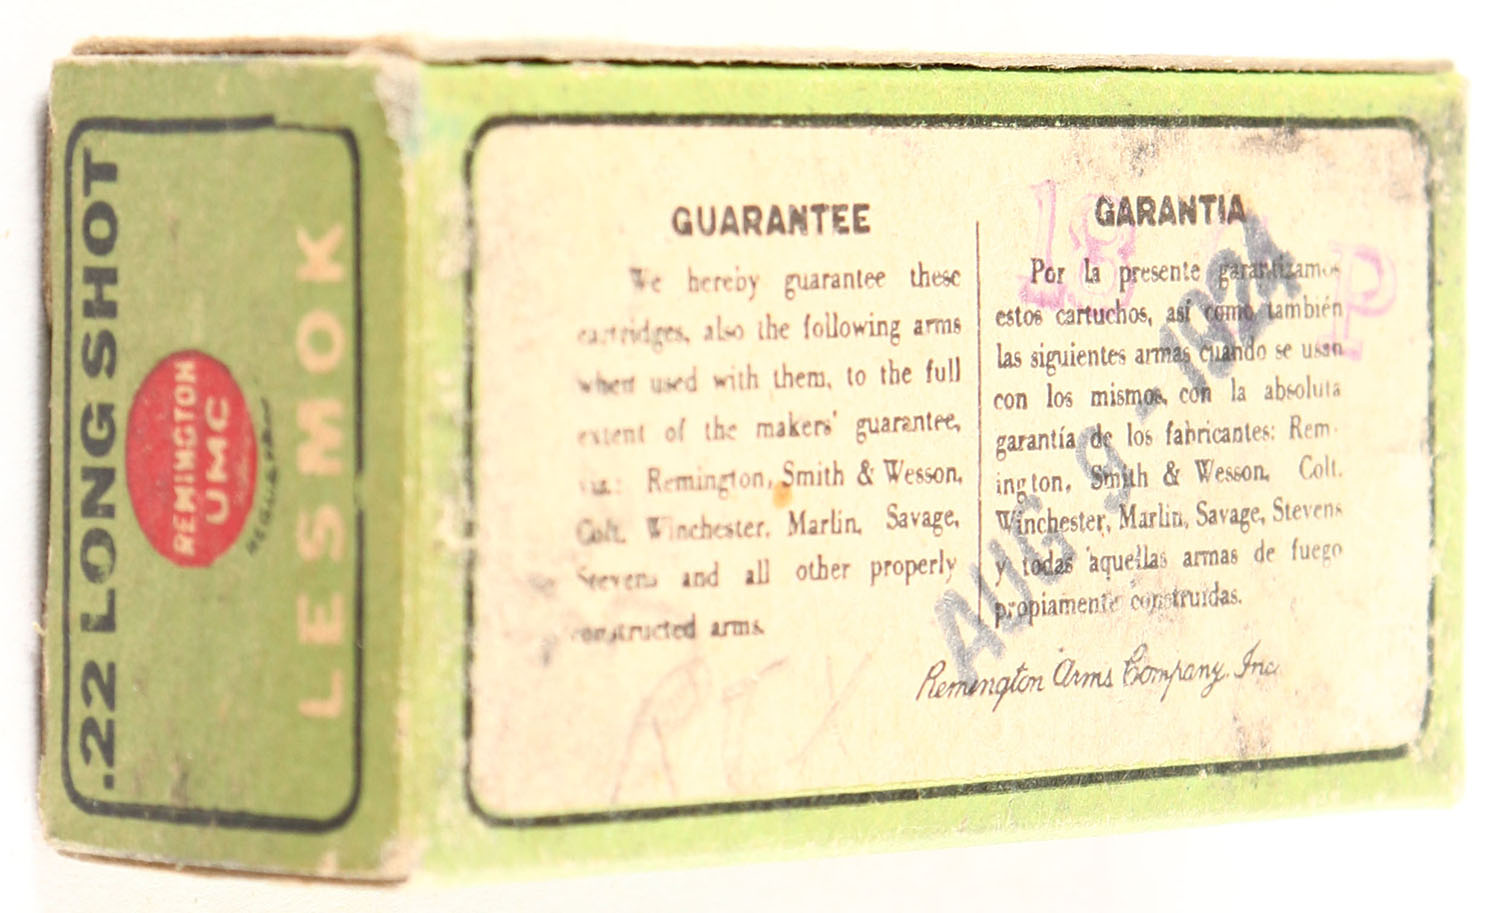 .22 LONG SHOT
REMINGTON
UMC
LESMOK
GUARANTEE
We hereby guarantee these
cartridges, also the following arms
when used with them, to the full
extent of the makers' guarantee,
viz.: Remington, Smith & Wesson,
Colt, Winchester, Marlin, Savage,
Stevens and all other properly
constructed arms.
GARANTIA
Por la presente garantizamos
estos cartuchos, así como también
las siguientes armas cuando se usan
con los mismos, con la absoluta
garantía de los fabricantes: Rem-
ington, Smith & Wesson, Colt.
Winchester, Marlin, Savage, Stevens
y todas aquellas armas de fuego
propiamente construídas.
Remington Arms Company, Inc.
AUG 9 - 1924
18
P